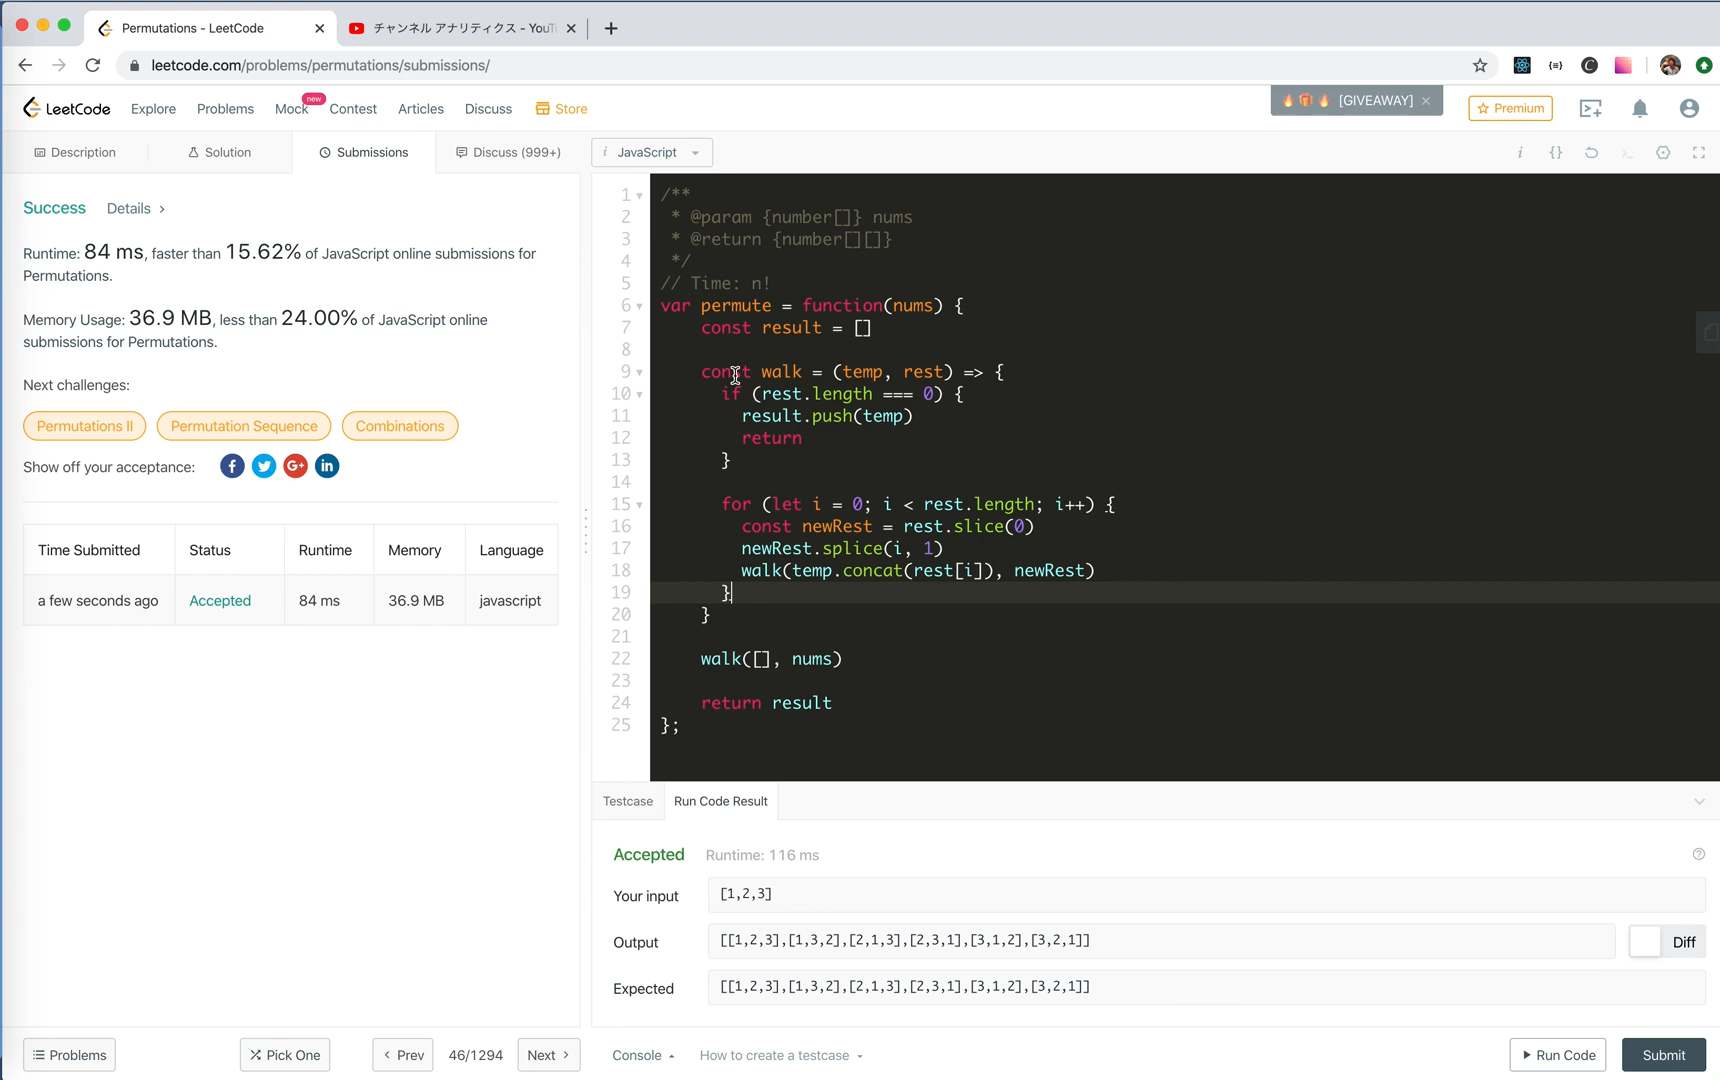 Permutations - LeetCode
チャンネル アナリティクス - YouT
leetcode.com/problems/permutations/submissions/
LeetCode
Explore
Problems
Mock
new
Contest
Articles
Discuss
Store
[GIVEAWAY]
Premium
Description
Solution
Submissions
Discuss (999+)
i JavaScript
Success
Details
Runtime: 84 ms, faster than 15.62% of JavaScript online submissions for
Permutations.
Memory Usage: 36.9 MB, less than 24.00% of JavaScript online
submissions for Permutations.
Next challenges:
Permutations II
Permutation Sequence
Combinations
Show off your acceptance:
Time Submitted Status Runtime Memory Language
a few seconds ago Accepted 84 ms 36.9 MB javascript
1 /**
2 * @param {number[]} nums
3 * @return {number[][]}
4 */
5 // Time: n!
6 var permute = function(nums) {
7 const result = []
8
9 const walk = (temp, rest) => {
10 if (rest.length === 0) {
11 result.push(temp)
12 return
13 }
14
15 for (let i = 0; i < rest.length; i++) {
16 const newRest = rest.slice(0)
17 newRest.splice(i, 1)
18 walk(temp.concat(rest[i]), newRest)
19 }
20 }
21
22 walk([], nums)
23
24 return result
25 };
Testcase
Run Code Result
Accepted Runtime: 116 ms
Your input [1,2,3]
Output [[1,2,3],[1,3,2],[2,1,3],[2,3,1],[3,1,2],[3,2,1]]
Diff
Expected [[1,2,3],[1,3,2],[2,1,3],[2,3,1],[3,1,2],[3,2,1]]
Problems
Pick One
Prev
46/1294
Next
Console
How to create a testcase
Run Code
Submit